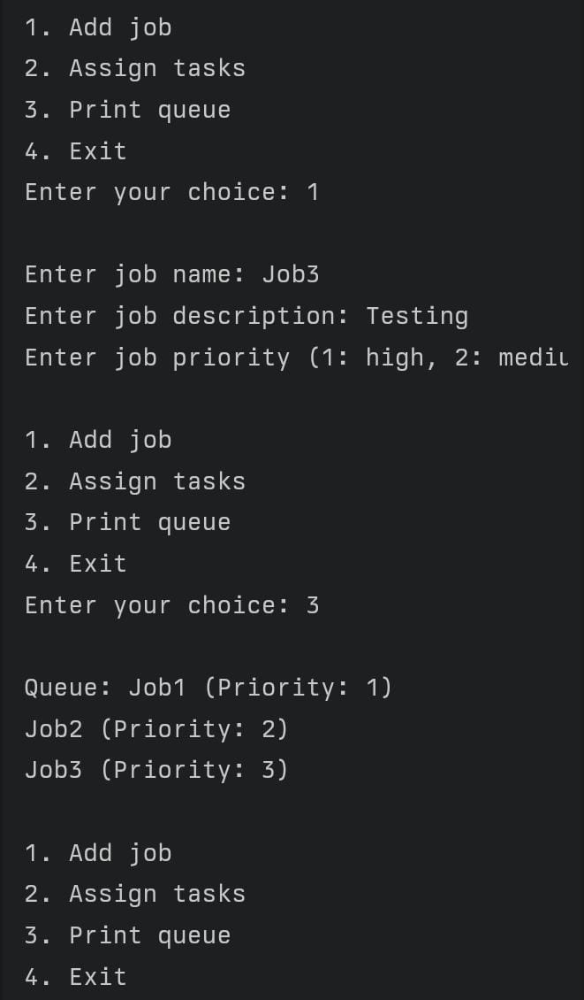 1. Add job
2. Assign tasks
3. Print queue
4. Exit
Enter your choice: 1
Enter job name: Job3
Enter job description: Testing
Enter job priority (1: high, 2: mediu
1. Add job
2. Assign tasks
3. Print queue
4. Exit
Enter your choice: 3
Queue: Job1 (Priority: 1)
Job2 (Priority: 2)
Job3 (Priority: 3)
1. Add job
2. Assign tasks
3. Print queue
4. Exit